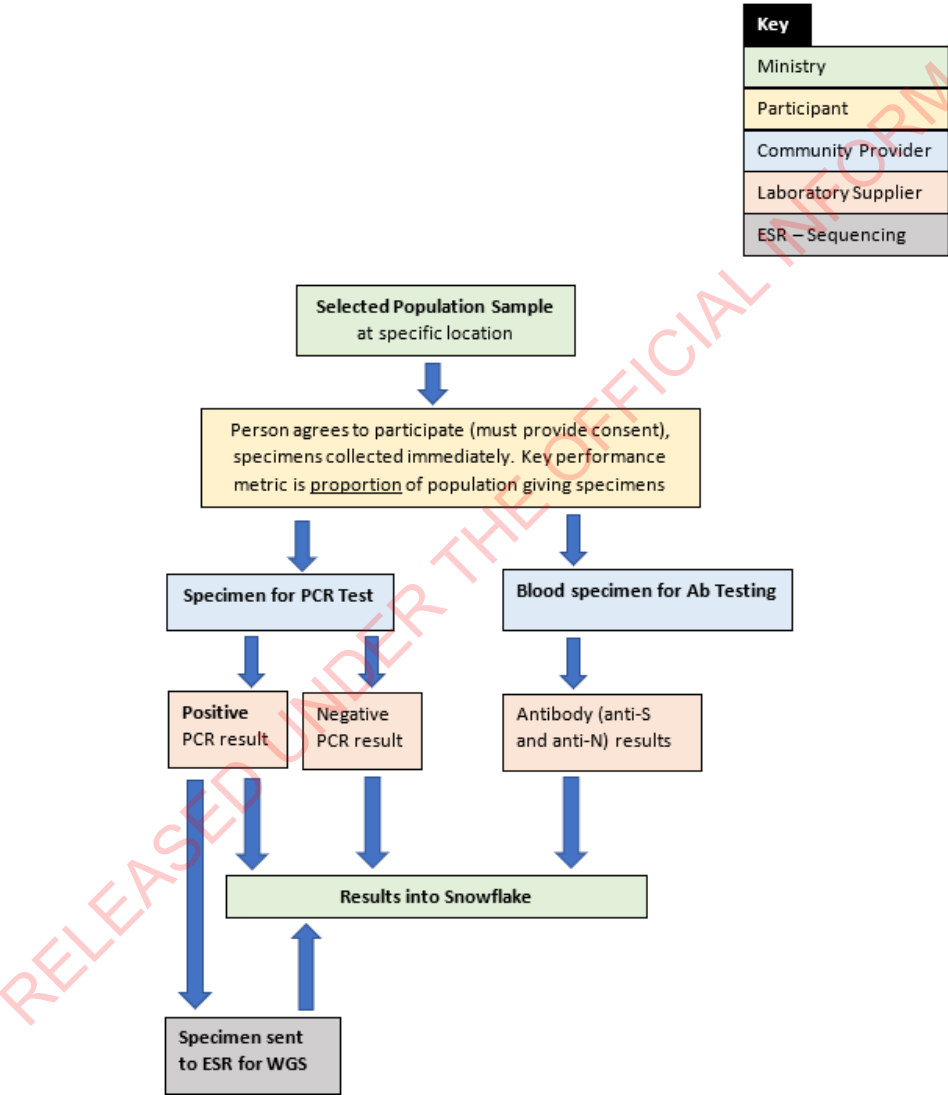 Key
Ministry
Participant
Community Provider
Laboratory Supplier
ESR – Sequencing
Selected Population Sample
at specific location
Person agrees to participate (must provide consent),
specimens collected immediately. Key performance
metric is proportion of population giving specimens
Specimen for PCR Test
Blood specimen for Ab Testing
Positive
PCR result
Negative
PCR result
Antibody (anti-S
and anti-N) results
Results into Snowflake
Specimen sent
to ESR for WGS
RELEASED UNDER THE OFFICIAL INFORM